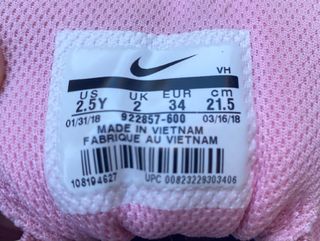 VH
US UK EUR cm
2.5Y 2 34 21.5
01/31/18 922857-600 03/16/18
MADE IN VIETNAM
FABRIQUE AU VIETNAM
108194627 UPC 00823229303406